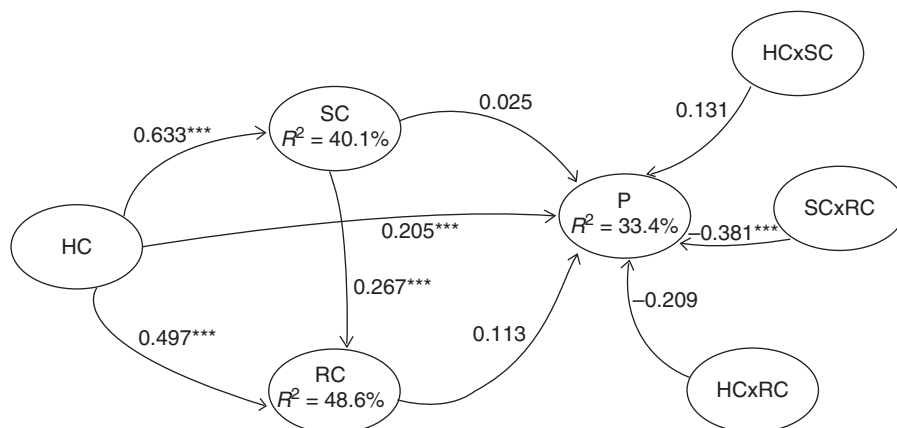 HCxSC
SC
R² = 40.1%
0.025
0.131
0.633***
P
R² = 33.4%
SCxRC
HC
0.205***
–0.381***
0.267***
–0.209
0.497***
0.113
RC
R² = 48.6%
HCxRC